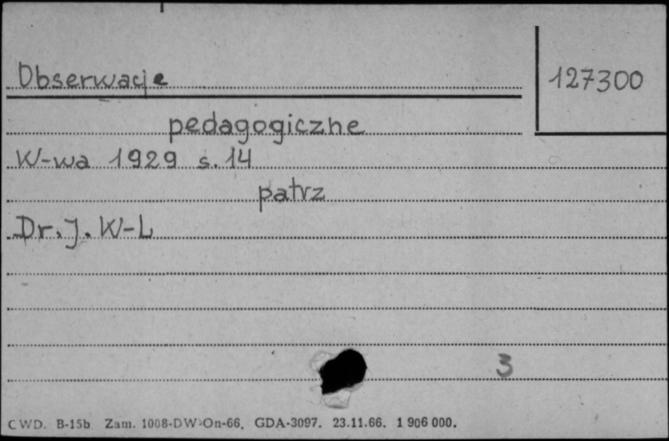 Obserwacje
127300
pedagogiczne
W-wa 1929 s. 14
patrz
Dr. J. W-L
3
CWD. B-15b Zam. 1008-DW-On-66. GDA-3097. 23.11.66. 1 906 000.